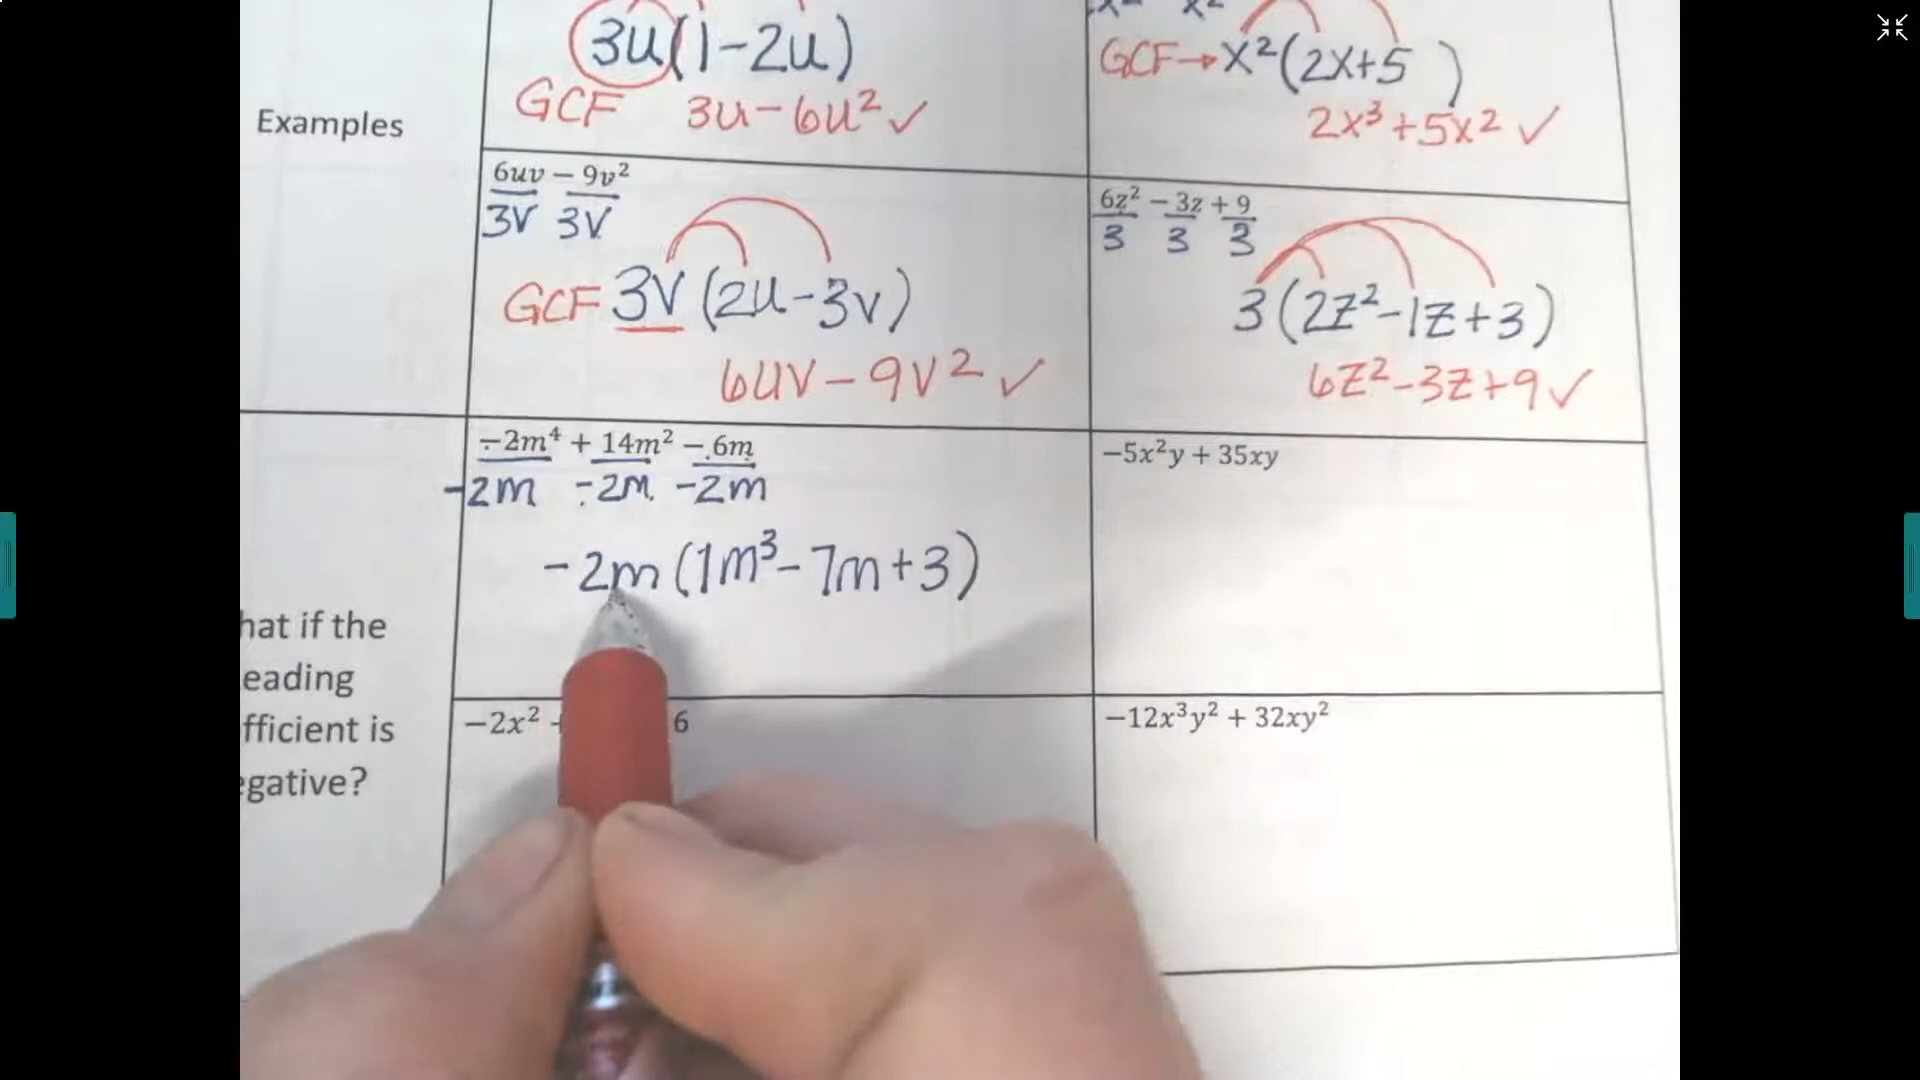 3u(1-2u)
GCF 3u-6u² ✓
x² x²
GCF→x²(2x+5 )
2x³+5x² ✓
Examples
6uv − 9v²
3V 3V
GCF 3V (2u-3v)
6uv-9v² ✓
6z² − 3z + 9
3 3 3
3(2z²-1z+3)
6z²-3z+9 ✓
−2m⁴ + 14m² − 6m
-2m -2m -2m
-2m(1m³-7m+3)
−5x²y + 35xy
hat if the
eading
fficient is
egative?
−2x² 6
−12x³y² + 32xy²